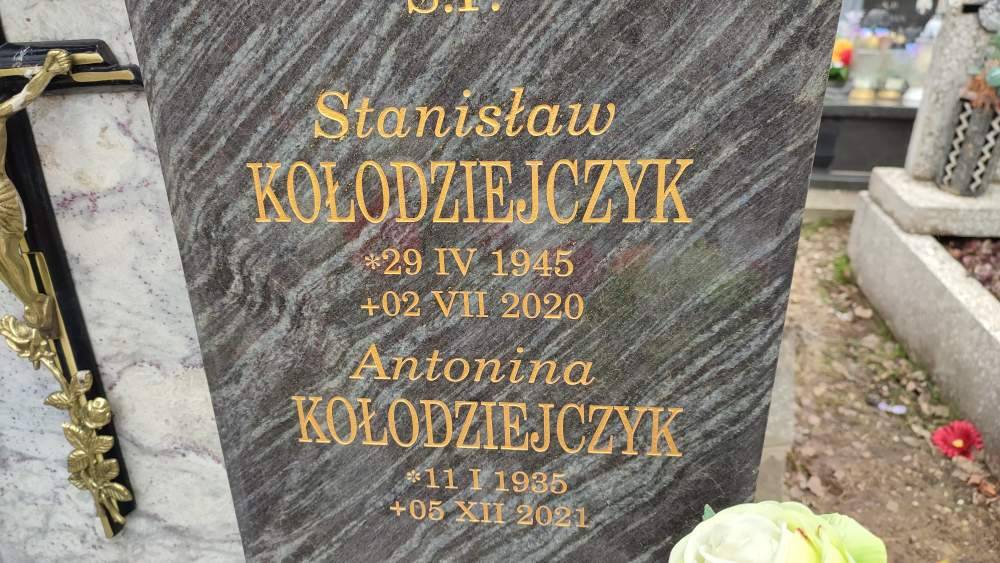 Ś.P.
Stanisław
KOŁODZIEJCZYK
*29 IV 1945
+02 VII 2020
Antonina
KOŁODZIEJCZYK
*11 I 1935
+05 XII 2021